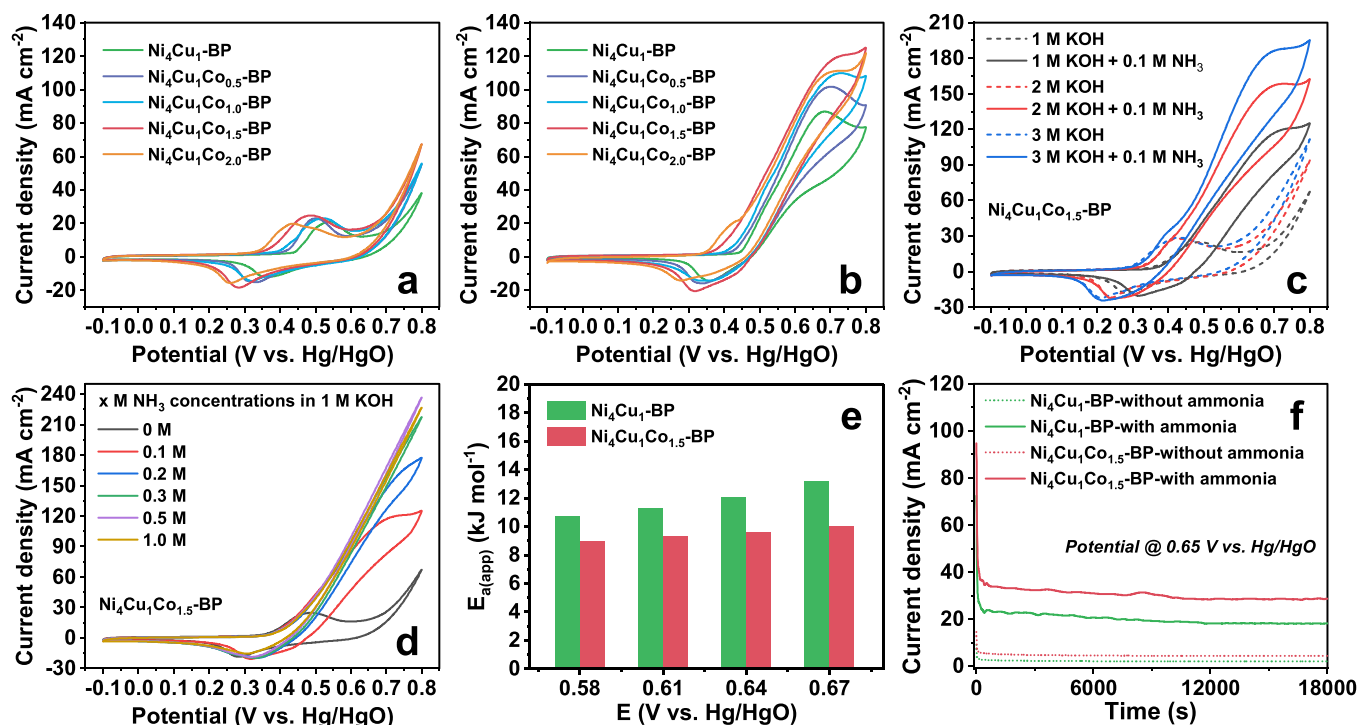 Current density (mA cm⁻²)
140
120
100
80
60
40
20
0
-20
Ni₄Cu₁-BP
Ni₄Cu₁Co₀.₅-BP
Ni₄Cu₁Co₁.₀-BP
Ni₄Cu₁Co₁.₅-BP
Ni₄Cu₁Co₂.₀-BP
a
-0.1 0.0 0.1 0.2 0.3 0.4 0.5 0.6 0.7 0.8
Potential (V vs. Hg/HgO)
Current density (mA cm⁻²)
140
120
100
80
60
40
20
0
-20
Ni₄Cu₁-BP
Ni₄Cu₁Co₀.₅-BP
Ni₄Cu₁Co₁.₀-BP
Ni₄Cu₁Co₁.₅-BP
Ni₄Cu₁Co₂.₀-BP
b
-0.1 0.0 0.1 0.2 0.3 0.4 0.5 0.6 0.7 0.8
Potential (V vs. Hg/HgO)
Current density (mA cm⁻²)
210
180
150
120
90
60
30
0
-30
1 M KOH
1 M KOH + 0.1 M NH₃
2 M KOH
2 M KOH + 0.1 M NH₃
3 M KOH
3 M KOH + 0.1 M NH₃
Ni₄Cu₁Co₁.₅-BP
c
-0.1 0.0 0.1 0.2 0.3 0.4 0.5 0.6 0.7 0.8
Potential (V vs. Hg/HgO)
Current density (mA cm⁻²)
240
210
180
150
120
90
60
30
0
-30
x M NH₃ concentrations in 1 M KOH
0 M
0.1 M
0.2 M
0.3 M
0.5 M
1.0 M
Ni₄Cu₁Co₁.₅-BP
d
-0.1 0.0 0.1 0.2 0.3 0.4 0.5 0.6 0.7 0.8
Potential (V vs. Hg/HgO)
Eₐ₍ₐₚₚ₎ (kJ mol⁻¹)
20
18
16
14
12
10
8
6
4
2
0
Ni₄Cu₁-BP
Ni₄Cu₁Co₁.₅-BP
e
0.58 0.61 0.64 0.67
E (V vs. Hg/HgO)
Current density (mA cm⁻²)
120
100
80
60
40
20
0
Ni₄Cu₁-BP-without ammonia
Ni₄Cu₁-BP-with ammonia
Ni₄Cu₁Co₁.₅-BP-without ammonia
Ni₄Cu₁Co₁.₅-BP-with ammonia
f
Potential @ 0.65 V vs. Hg/HgO
0 6000 12000 18000
Time (s)